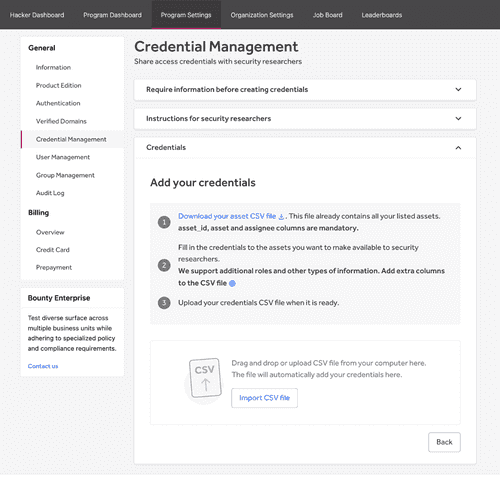 Hacker Dashboard
Program Dashboard
Program Settings
Organization Settings
Job Board
Leaderboards
General
Information
Product Edition
Authentication
Verified Domains
Credential Management
User Management
Group Management
Audit Log
Billing
Overview
Credit Card
Prepayment
Bounty Enterprise
Test diverse surface across
multiple business units while
adhering to specialized policy
and compliance requirements.
Contact us
Credential Management
Share access credentials with security researchers
Require information before creating credentials
Instructions for security researchers
Credentials
Add your credentials
1
Download your asset CSV file . This file already contains all your listed assets.
asset_id, asset and assignee columns are mandatory.
2
Fill in the credentials to the assets you want to make available to security
researchers.
We support additional roles and other types of information. Add extra columns
to the CSV file
3
Upload your credentials CSV file when it is ready.
CSV
Drag and drop or upload CSV file from your computer here.
The file will automatically add your credentials here.
Import CSV file
Back